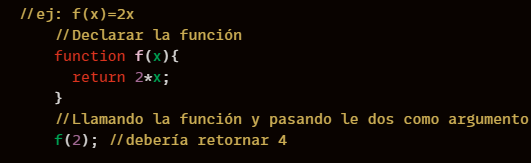 //ej: f(x)=2x
//Declarar la función
function f(x){
return 2*x;
}
//Llamando la función y pasando le dos como argumento
f(2); //debería retornar 4